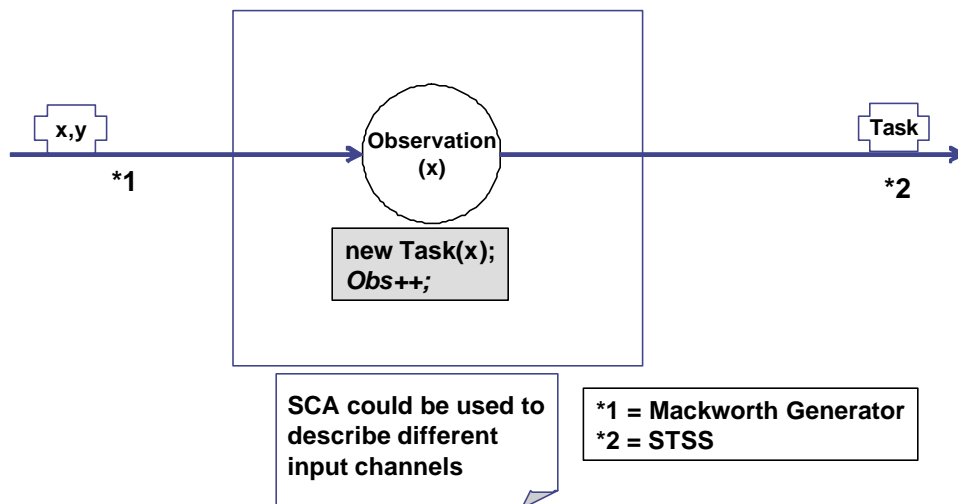 x,y
Task
Observation
(x)
*1
*2
new Task(x);
Obs++;
SCA could be used to
describe different
input channels
*1 = Mackworth Generator
*2 = STSS